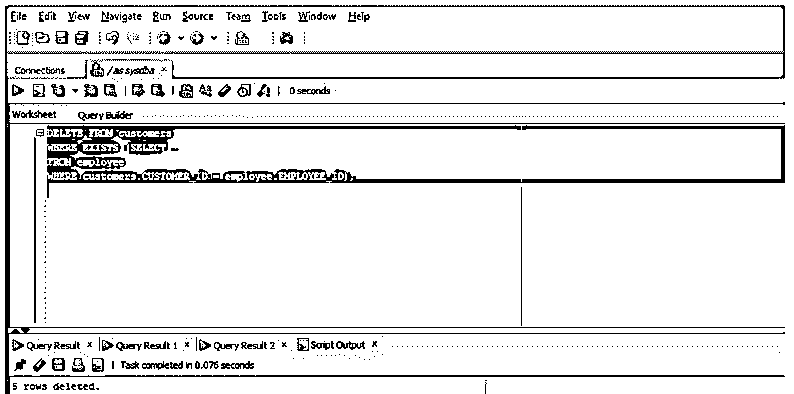 File Edit View Navigate Run Source Team Tools Window Help
Connections /as sysdba ×
0 seconds
Worksheet Query Builder
DELETE FROM customers
WHERE EXISTS (SELECT
FROM employee
WHERE customers.CUSTOMER_ID = employee.EMPLOYEE_ID);
Query Result × Query Result 1 × Query Result 2 × Script Output ×
Task completed in 0.076 seconds
5 rows deleted.